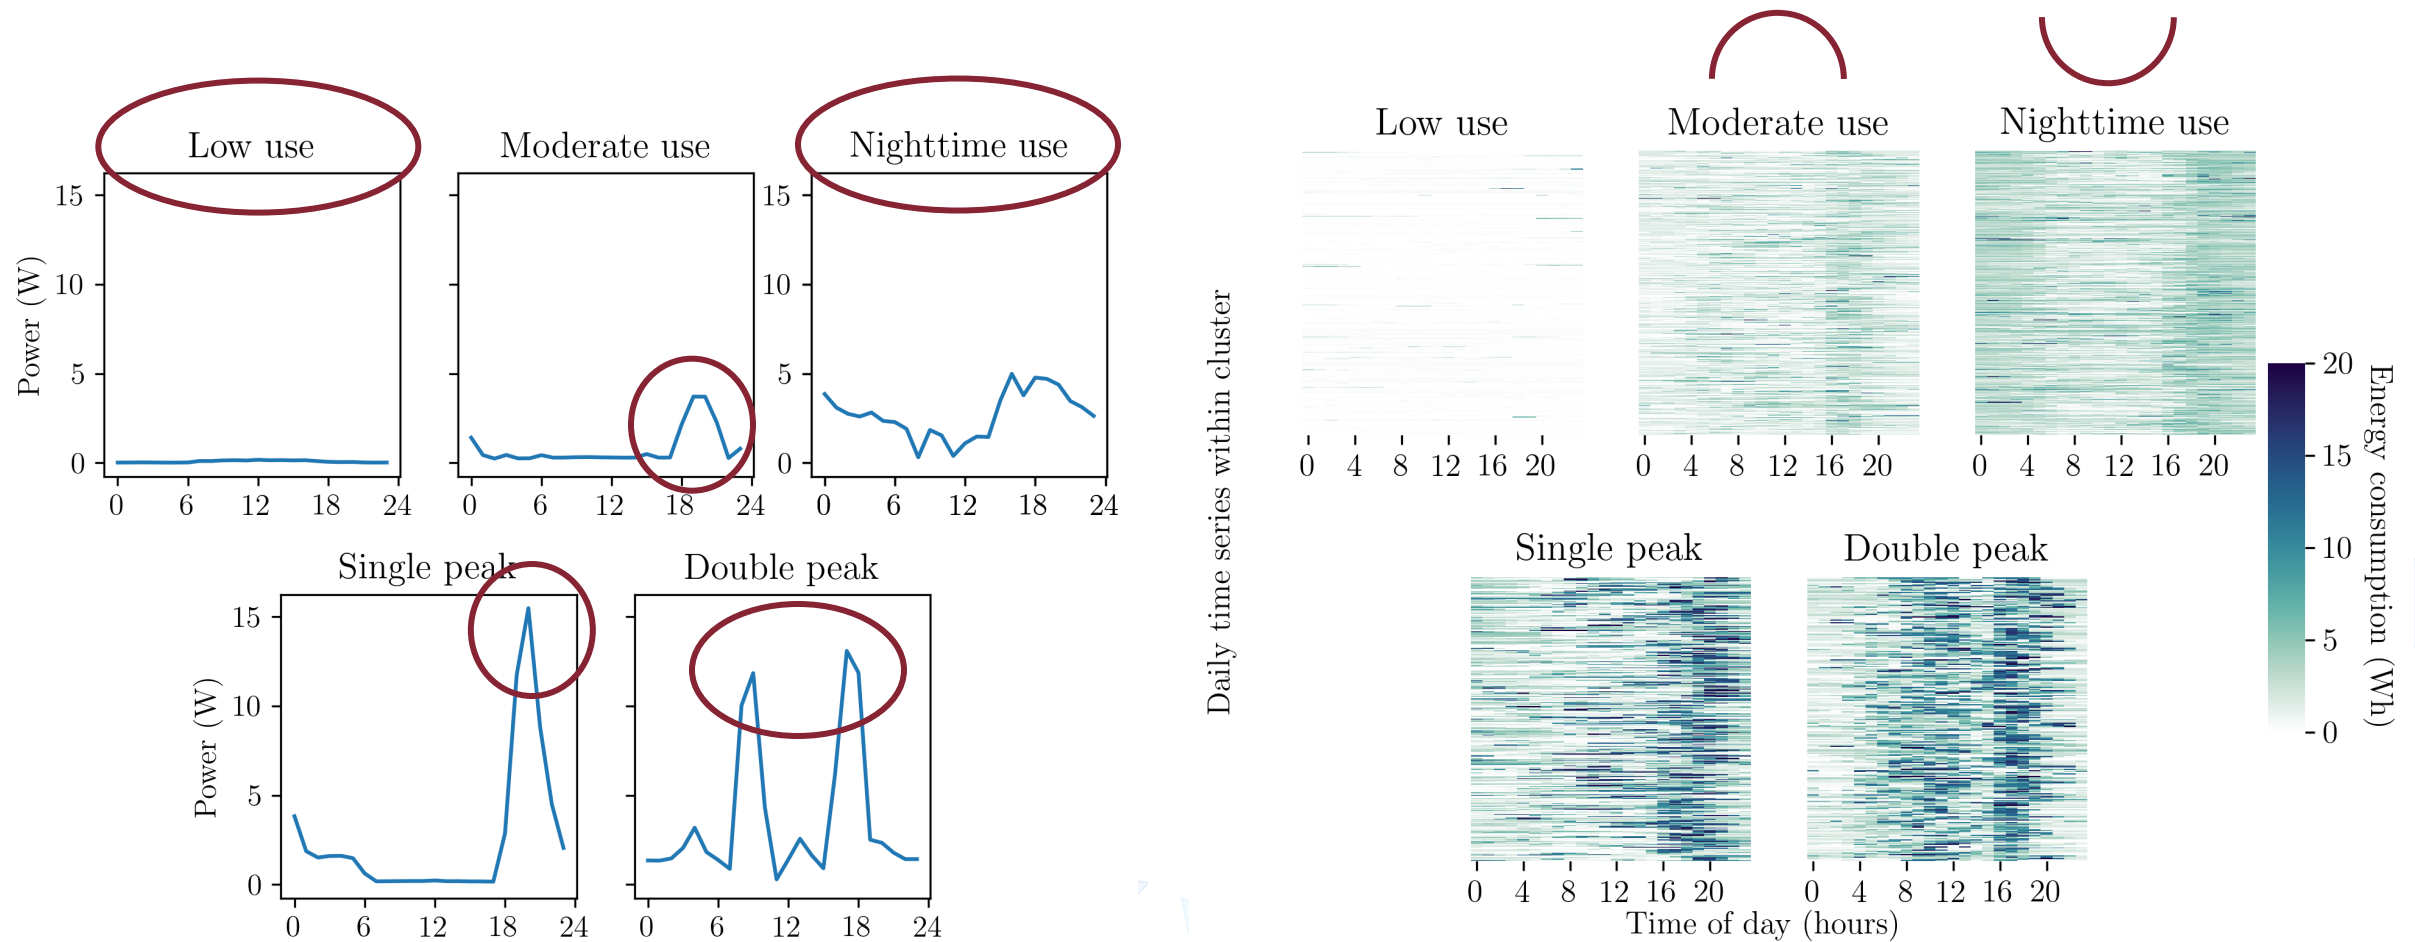 Low use
Moderate use
Nighttime use
Power (W)
15
10
5
0
15
10
5
0
0 6 12 18 24
0 6 12 18 24
0 6 12 18 24
Single peak
Double peak
Power (W)
15
10
5
0
0 6 12 18 24
0 6 12 18 24
Daily time series within cluster
Low use
Moderate use
Nighttime use
0 4 8 12 16 20
0 4 8 12 16 20
0 4 8 12 16 20
Single peak
Double peak
0 4 8 12 16 20
0 4 8 12 16 20
Time of day (hours)
20
15
10
5
0
Energy consumption (Wh)